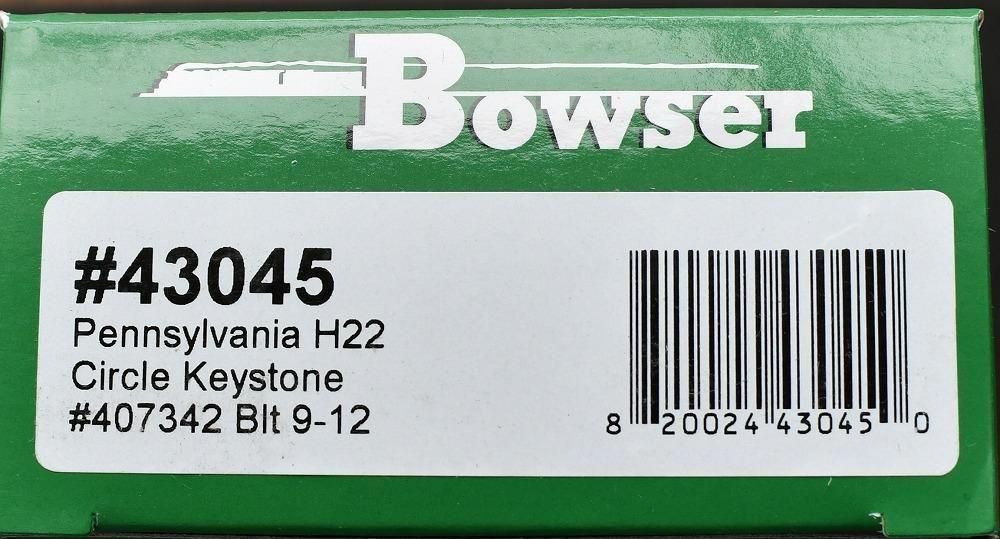 Bowser
#43045
Pennsylvania H22
Circle Keystone
#407342 Blt 9-12
8 20024 43045 0